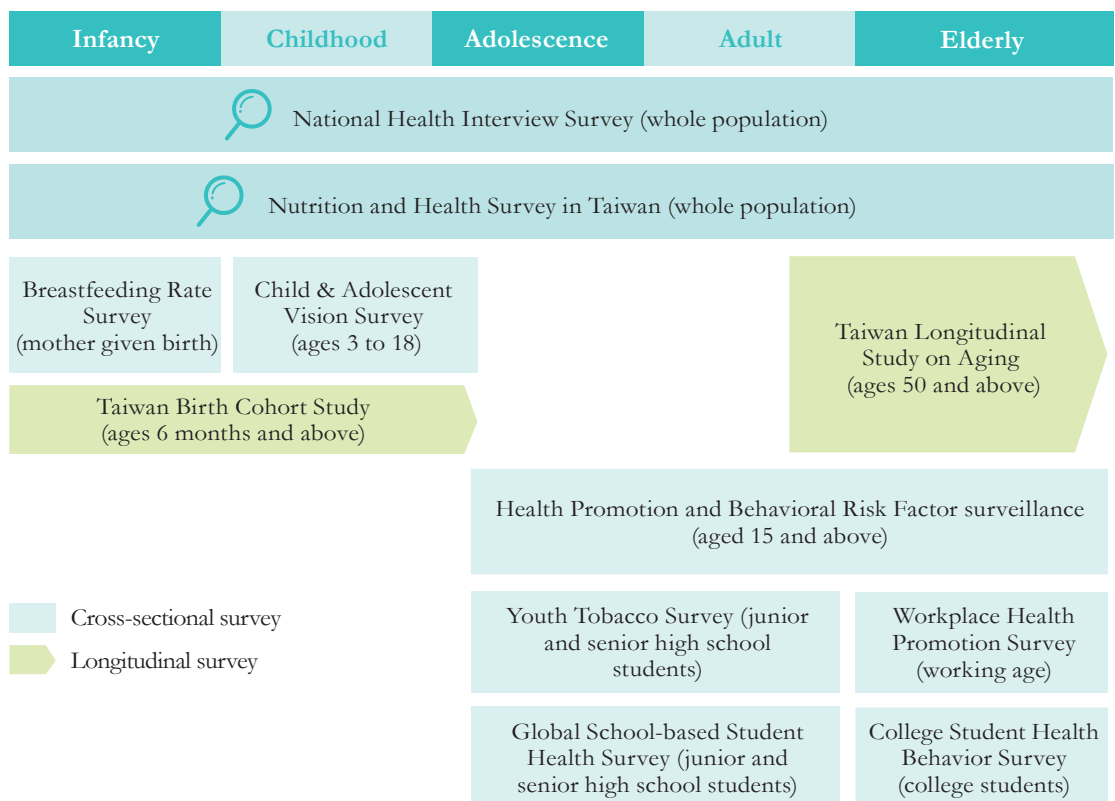 Infancy
Childhood
Adolescence
Adult
Elderly
National Health Interview Survey (whole population)
Nutrition and Health Survey in Taiwan (whole population)
Breastfeeding Rate
Survey
(mother given birth)
Child & Adolescent
Vision Survey
(ages 3 to 18)
Taiwan Longitudinal
Study on Aging
(ages 50 and above)
Taiwan Birth Cohort Study
(ages 6 months and above)
Health Promotion and Behavioral Risk Factor surveillance
(aged 15 and above)
Cross-sectional survey
Longitudinal survey
Youth Tobacco Survey (junior
and senior high school
students)
Workplace Health
Promotion Survey
(working age)
Global School-based Student
Health Survey (junior and
senior high school students)
College Student Health
Behavior Survey
(college students)